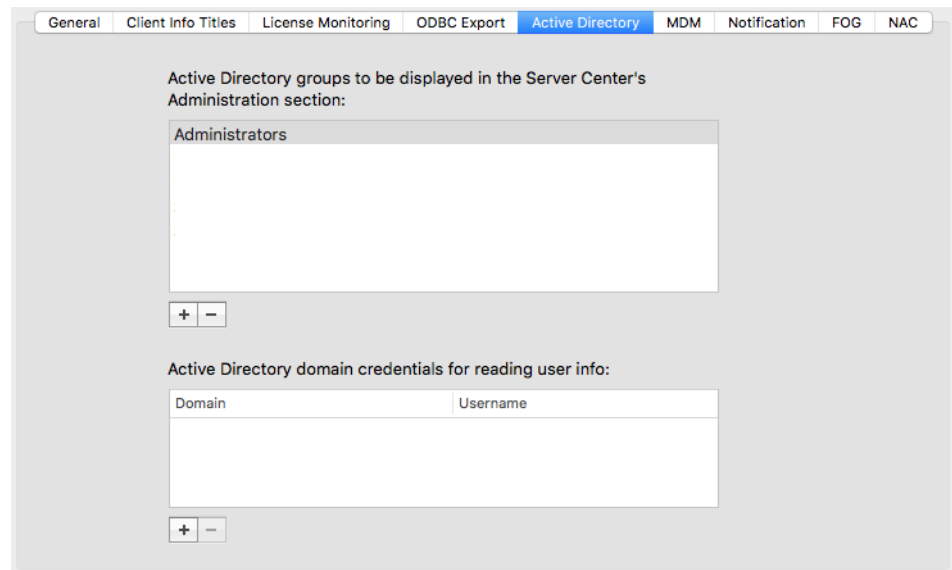 General Client Info Titles License Monitoring ODBC Export Active Directory MDM Notification FOG NAC
Active Directory groups to be displayed in the Server Center's
Administration section:
Administrators
+ −
Active Directory domain credentials for reading user info:
Domain Username
+ −